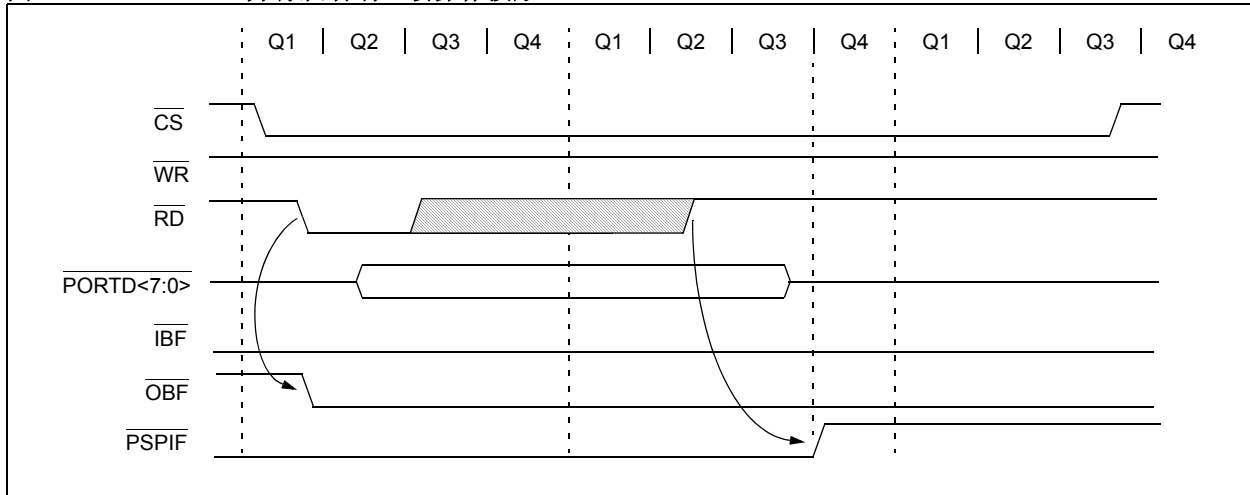 Q1 | Q2 | Q3 | Q4 | Q1 | Q2 | Q3 | Q4 | Q1 | Q2 | Q3 | Q4
CS
WR
RD
PORTD<7:0>
IBF
OBF
PSPIF